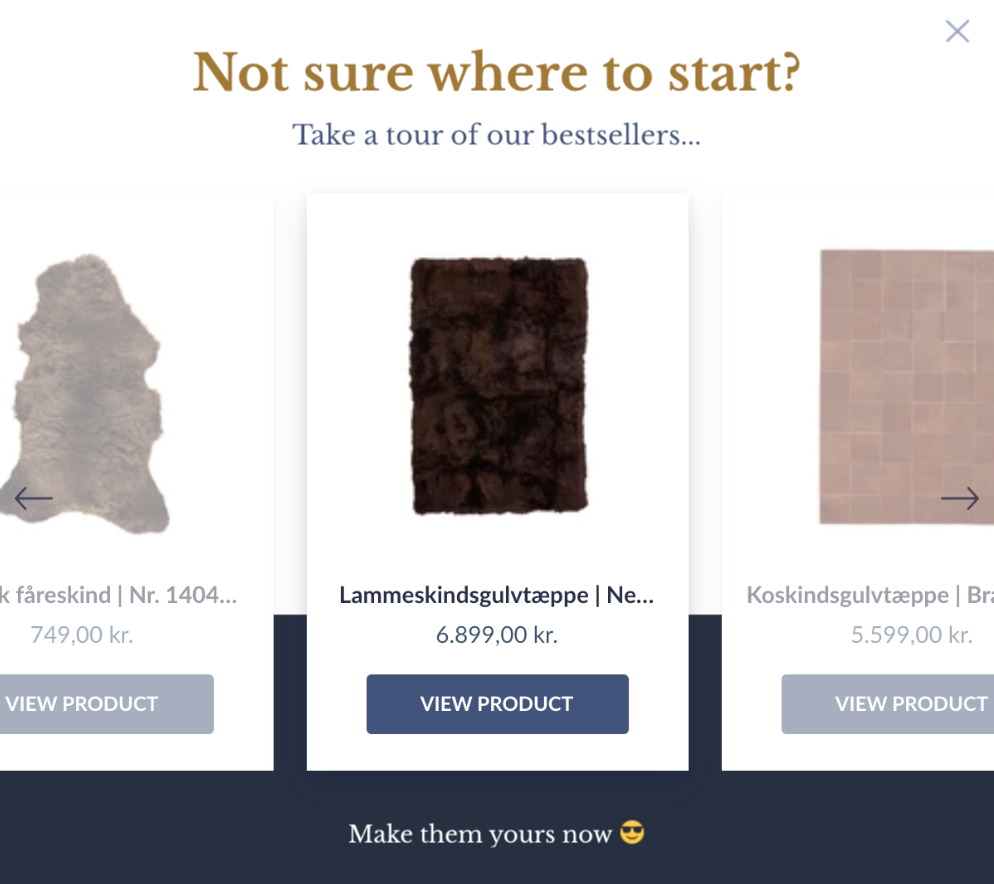 Not sure where to start?
Take a tour of our bestsellers...
k fåreskind | Nr. 1404...
749,00 kr.
VIEW PRODUCT
Lammeskindsgulvtæppe | Ne...
6.899,00 kr.
VIEW PRODUCT
Koskindsgulvtæppe | Bra
5.599,00 kr.
VIEW PRODUCT
Make them yours now 😎